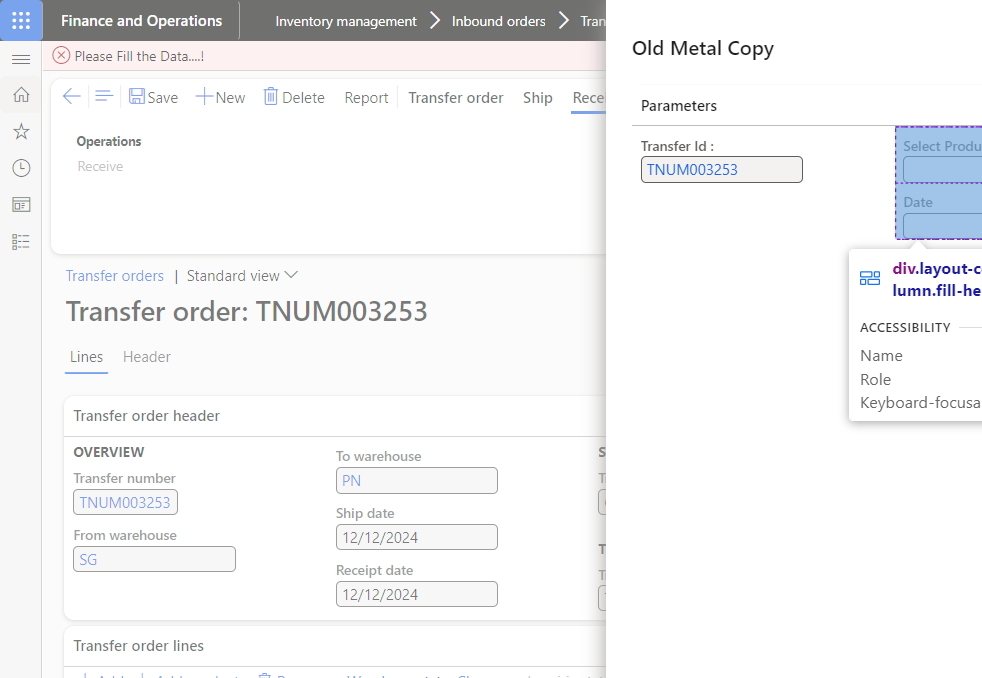 Finance and Operations
Inventory management > Inbound orders > Tran
Please Fill the Data....!
Save New Delete Report Transfer order Ship Recei
Operations
Receive
Transfer orders | Standard view
Transfer order: TNUM003253
Lines Header
Transfer order header
OVERVIEW
Transfer number
TNUM003253
From warehouse
SG
To warehouse
PN
Ship date
12/12/2024
Receipt date
12/12/2024
Transfer order lines
Old Metal Copy
Parameters
Transfer Id :
TNUM003253
Select Produ
Date
div.layout-c
lumn.fill-he
ACCESSIBILITY
Name
Role
Keyboard-focusa